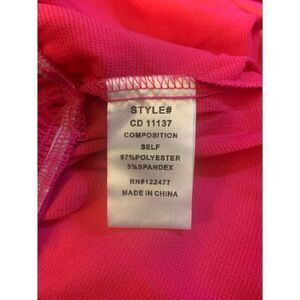 STYLE#
CD 11137
COMPOSITION
SELF
97%POLYESTER
3%SPANDEX
RN#122477
MADE IN CHINA